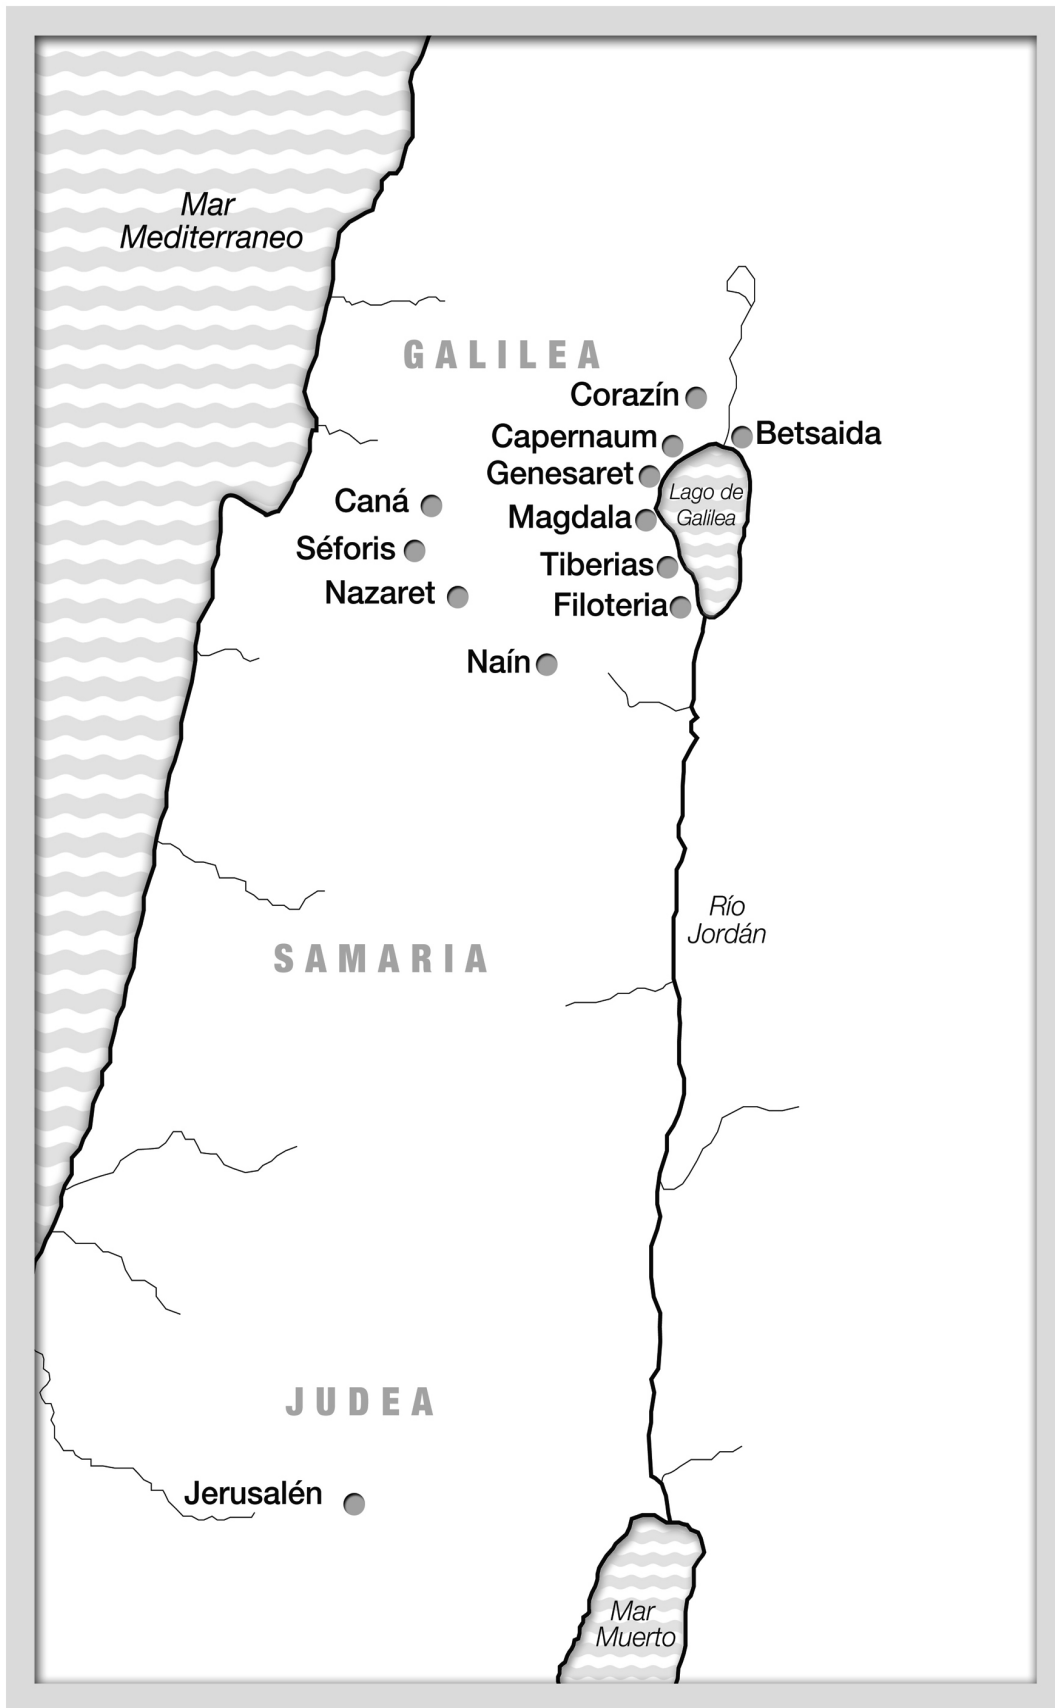 Mar
Mediterraneo
GALILEA
Corazín
Capernaum
Betsaida
Genesaret
Lago de
Galilea
Caná
Magdala
Séforis
Tiberias
Nazaret
Filoteria
Naín
Río
Jordán
SAMARIA
JUDEA
Jerusalén
Mar
Muerto